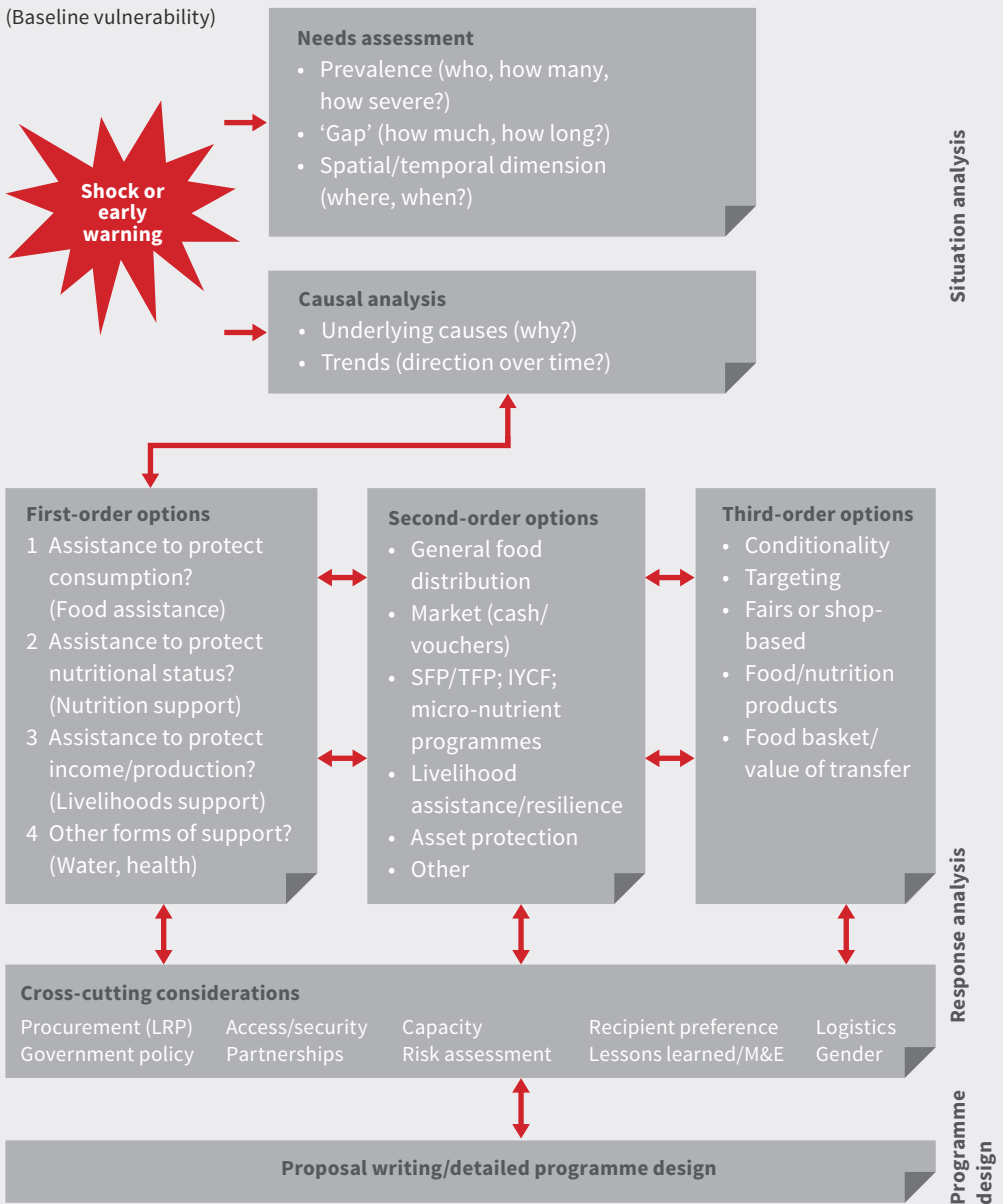 (Baseline vulnerability)
Needs assessment
• Prevalence (who, how many,
how severe?)
• ‘Gap’ (how much, how long?)
• Spatial/temporal dimension
(where, when?)
Shock or
early
warning
Situation analysis
Causal analysis
• Underlying causes (why?)
• Trends (direction over time?)
First-order options
1 Assistance to protect
consumption?
(Food assistance)
2 Assistance to protect
nutritional status?
(Nutrition support)
3 Assistance to protect
income/production?
(Livelihoods support)
4 Other forms of support?
(Water, health)
Second-order options
• General food
distribution
• Market (cash/
vouchers)
• SFP/TFP; IYCF;
micro-nutrient
programmes
• Livelihood
assistance/resilience
• Asset protection
• Other
Third-order options
• Conditionality
• Targeting
• Fairs or shop-
based
• Food/nutrition
products
• Food basket/
value of transfer
Response analysis
Cross-cutting considerations
Procurement (LRP) Access/security Capacity Recipient preference Logistics
Government policy Partnerships Risk assessment Lessons learned/M&E Gender
Proposal writing/detailed programme design
Programme
design